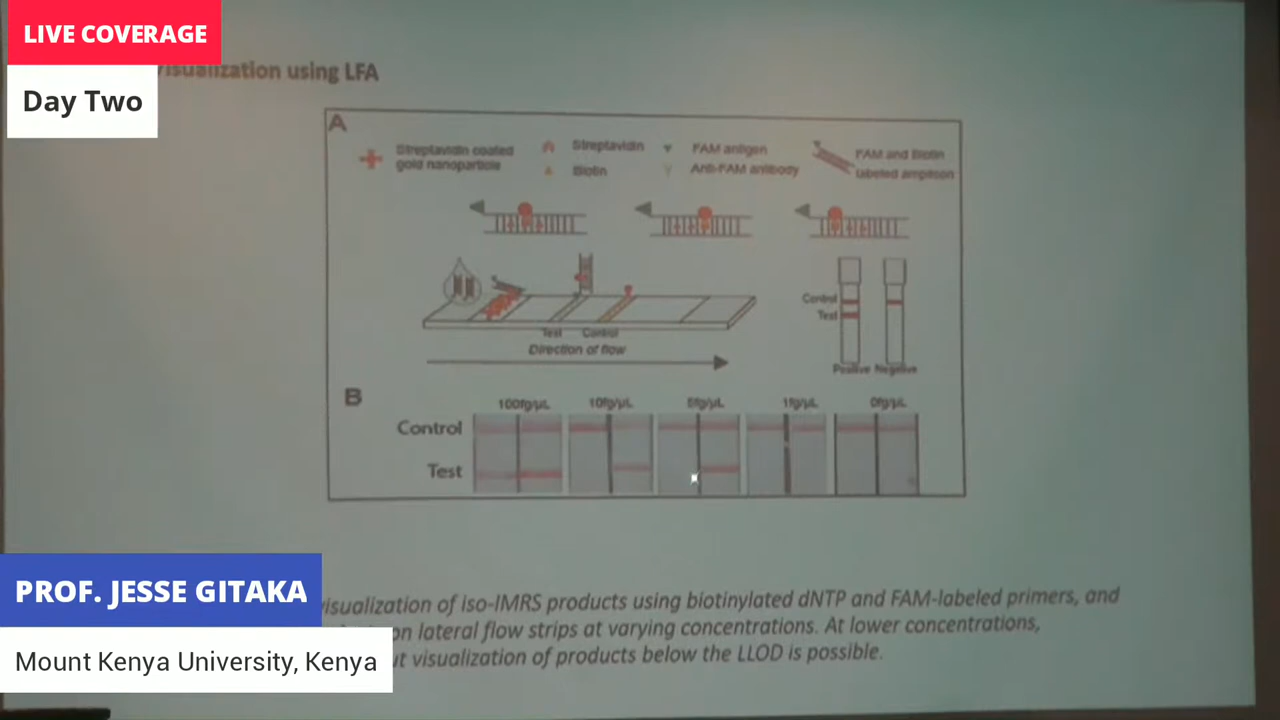 LIVE COVERAGE
Day Two
visualization using LFA
A
Streptavidin coated
gold nanoparticle
Streptavidin
Biotin
FAM antigen
Anti-FAM antibody
FAM and Biotin
labeled amplicon
Control
Test
Test Control
Direction of flow
Positive Negative
B
100fg/µL 10fg/µL 5fg/µL 1fg/µL 0fg/µL
Control
Test
PROF. JESSE GITAKA
Mount Kenya University, Kenya
visualization of iso-IMRS products using biotinylated dNTP and FAM-labeled primers, and
on lateral flow strips at varying concentrations. At lower concentrations,
visualization of products below the LLOD is possible.